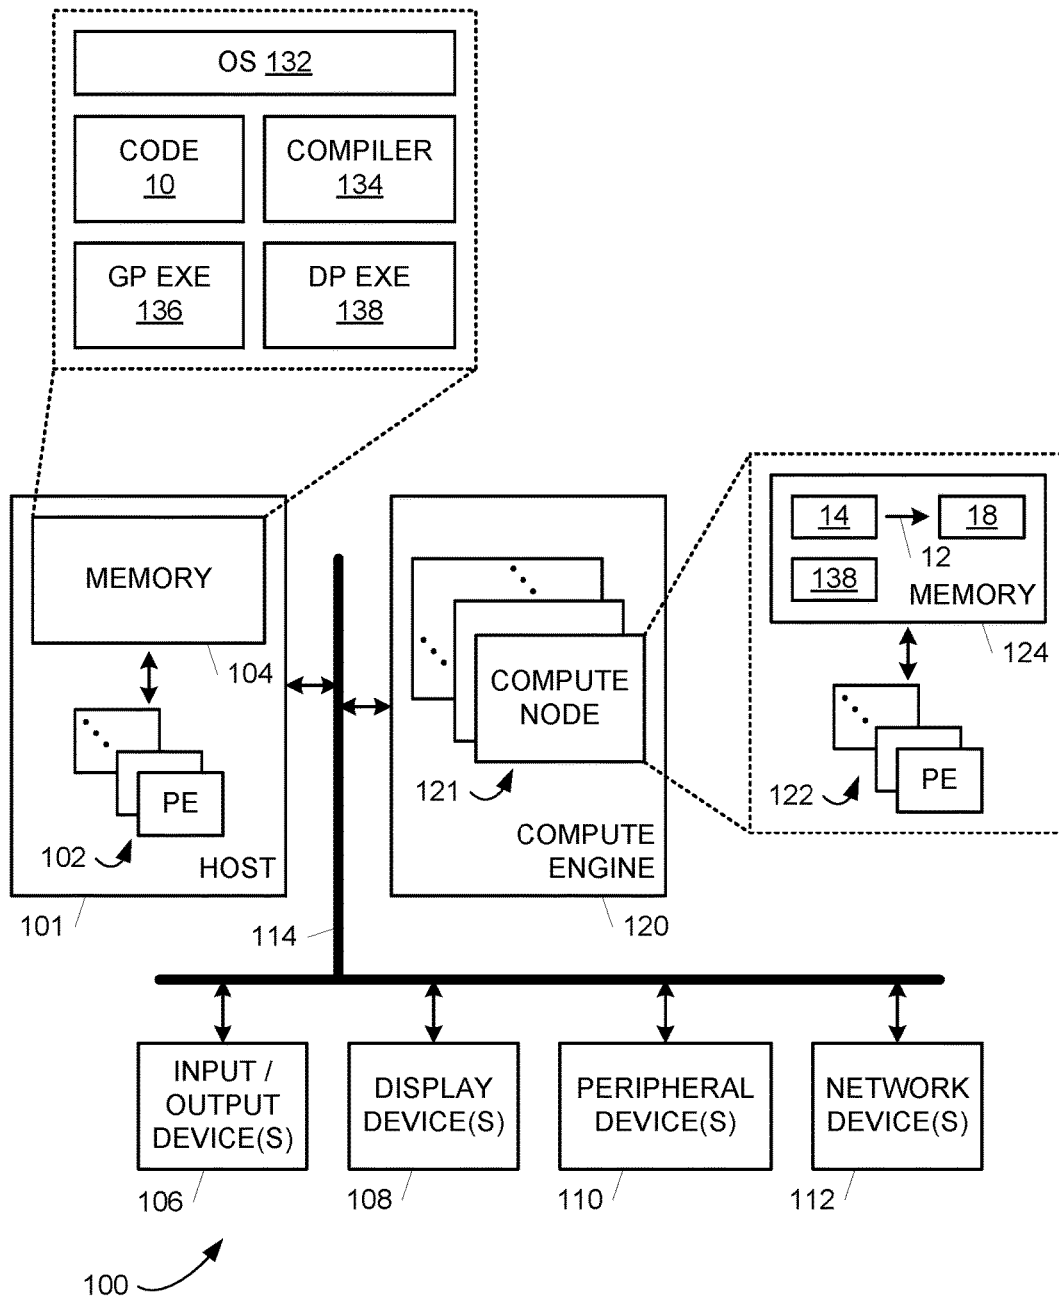 OS 132
CODE
10
COMPILER
134
GP EXE
136
DP EXE
138
MEMORY
104
PE
102
HOST
101
114
COMPUTE
NODE
121
COMPUTE
ENGINE
120
14
18
12
138
MEMORY
124
PE
122
INPUT /
OUTPUT
DEVICE(S)
106
DISPLAY
DEVICE(S)
108
PERIPHERAL
DEVICE(S)
110
NETWORK
DEVICE(S)
112
100